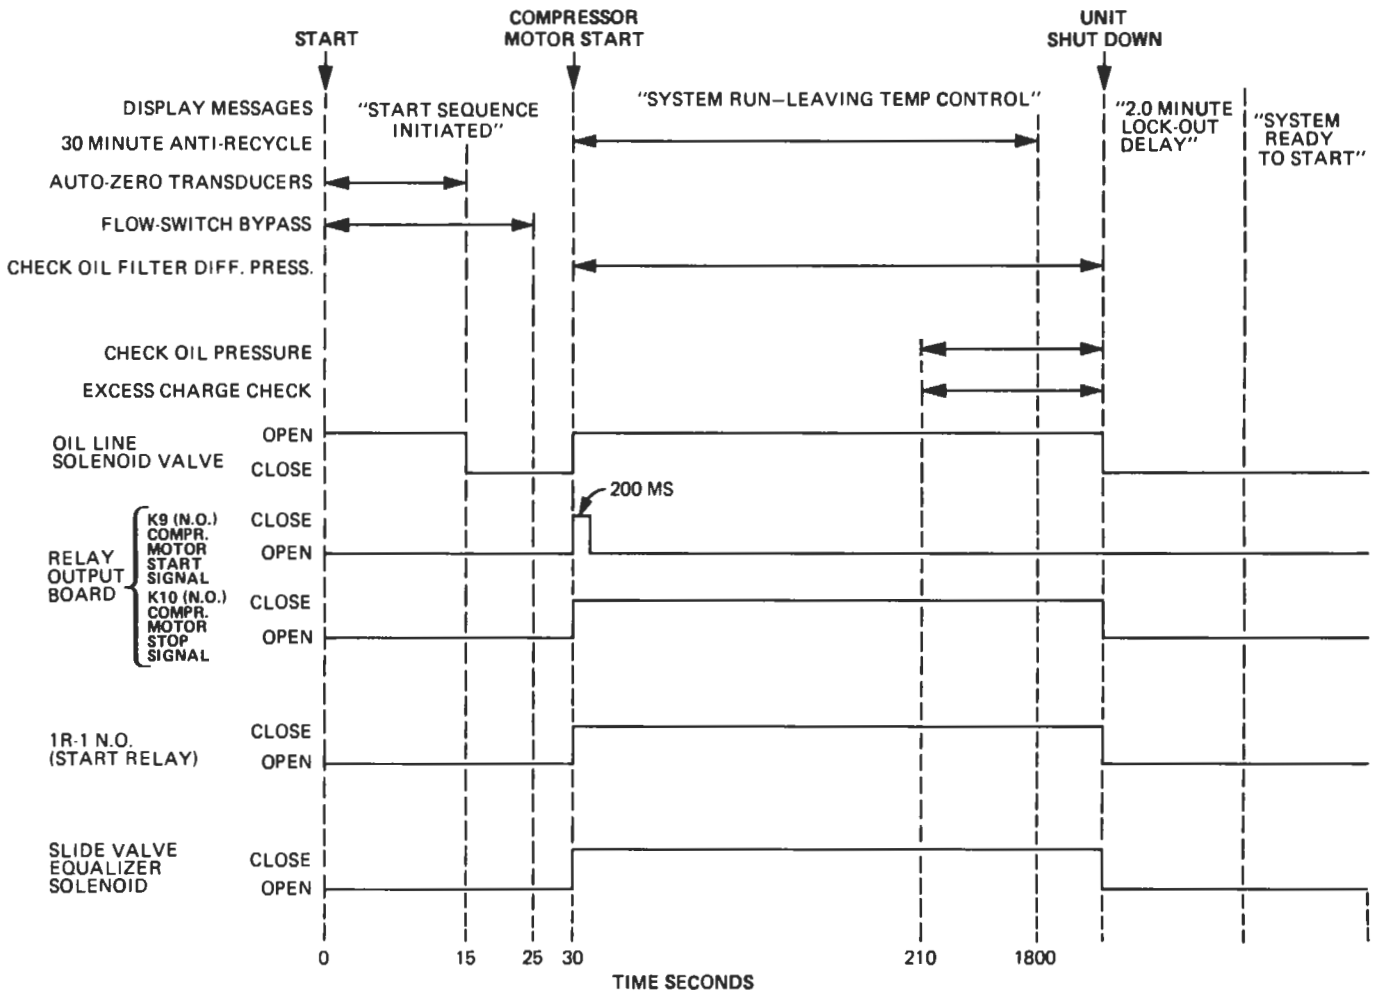 START
COMPRESSOR
MOTOR START
UNIT
SHUT DOWN
DISPLAY MESSAGES
"START SEQUENCE
INITIATED"
"SYSTEM RUN—LEAVING TEMP CONTROL"
"2.0 MINUTE
LOCK-OUT
DELAY"
"SYSTEM
READY
TO START"
30 MINUTE ANTI-RECYCLE
AUTO-ZERO TRANSDUCERS
FLOW-SWITCH BYPASS
CHECK OIL FILTER DIFF. PRESS.
CHECK OIL PRESSURE
EXCESS CHARGE CHECK
OIL LINE
SOLENOID VALVE
OPEN
CLOSE
200 MS
RELAY
OUTPUT
BOARD
K9 (N.O.)
COMPR.
MOTOR
START
SIGNAL
CLOSE
OPEN
K10 (N.O.)
COMPR.
MOTOR
STOP
SIGNAL
CLOSE
OPEN
1R-1 N.O.
(START RELAY)
CLOSE
OPEN
SLIDE VALVE
EQUALIZER
SOLENOID
CLOSE
OPEN
0 15 25 30 210 1800
TIME SECONDS